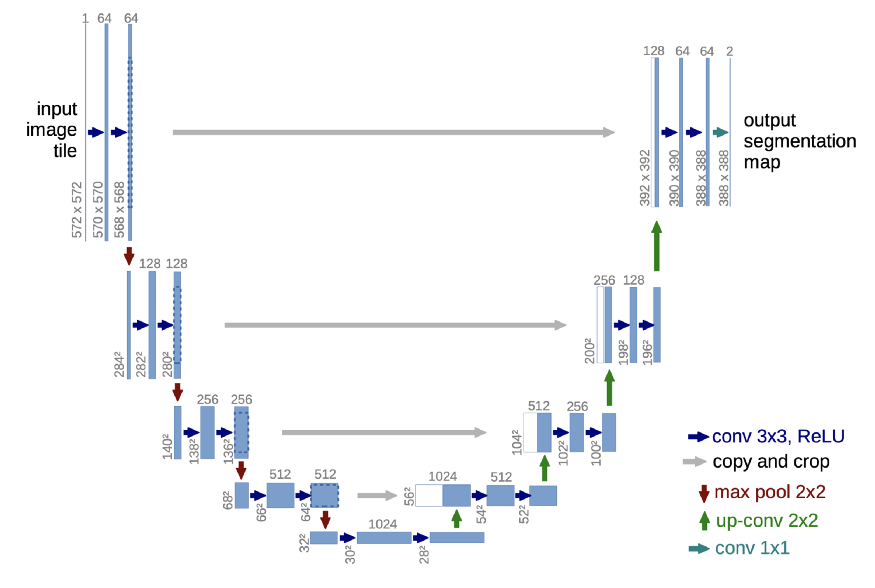 1 64 64
128 64 64 2
input
image
tile
output
segmentation
map
572 x 572
570 x 570
568 x 568
392 x 392
390 x 390
388 x 388
388 x 388
128 128
256 128
284²
282²
280²
200²
198²
196²
256 256
512 256
140²
138²
136²
104²
102²
100²
conv 3x3, ReLU
copy and crop
max pool 2x2
up-conv 2x2
conv 1x1
512 512
1024 512
68²
66²
64²
56²
54²
52²
1024
32²
30²
28²